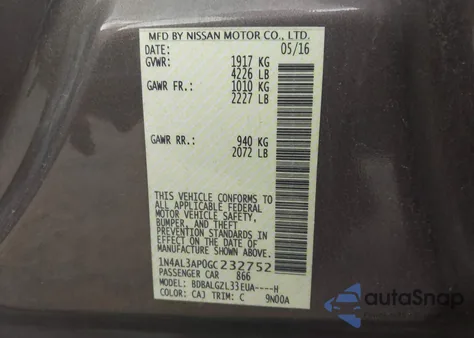 MFD BY NISSAN MOTOR CO., LTD.
DATE: 05/16
GVWR: 1917 KG
4226 LB
GAWR FR.: 1010 KG
2227 LB
GAWR RR.: 940 KG
2072 LB
THIS VEHICLE CONFORMS TO
ALL APPLICABLE FEDERAL
MOTOR VEHICLE SAFETY,
BUMPER, AND THEFT
PREVENTION STANDARDS
IN EFFECT ON THE DATE OF
MANUFACTURE SHOWN ABOVE.
1N4AL3AP0GC232752
PASSENGER CAR 866
MODEL: BDBALGZL33EUA----H
COLOR: CAJ TRIM: C 9N00A
autoSnap